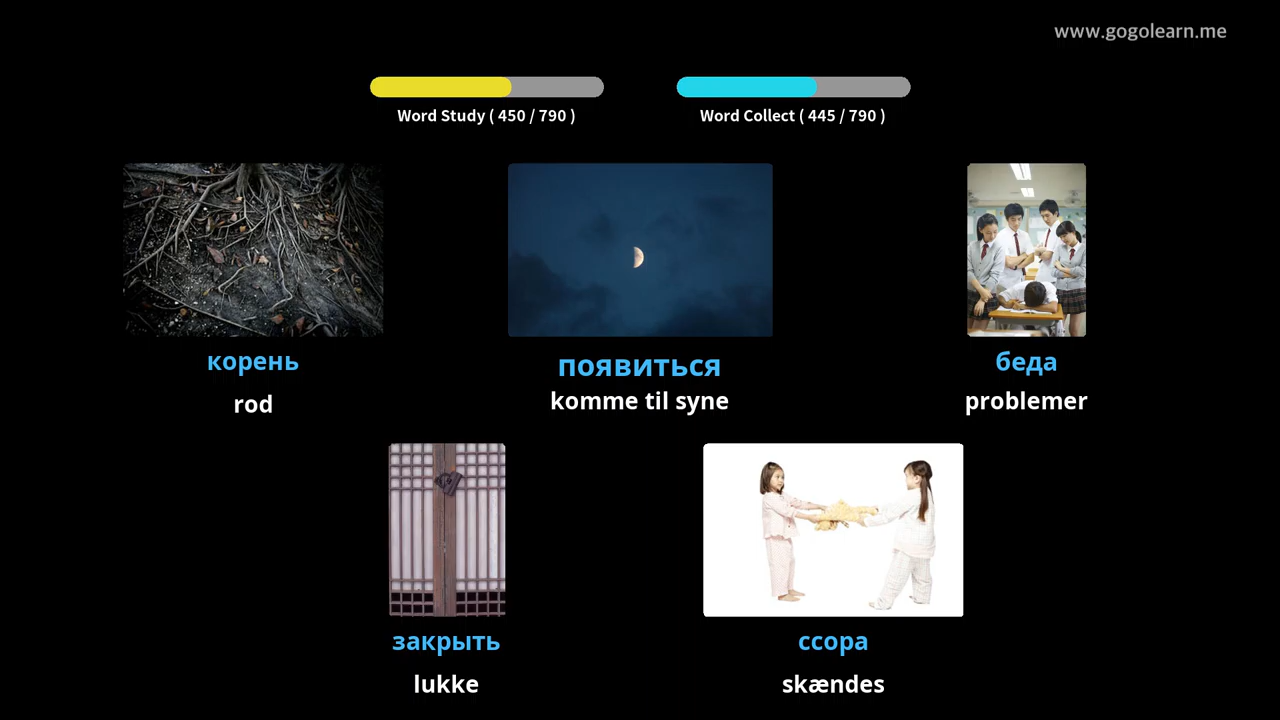 www.gogolearn.me
Word Study ( 450 / 790 )
Word Collect ( 445 / 790 )
корень
rod
появиться
komme til syne
беда
problemer
закрыть
lukke
ссора
skændes